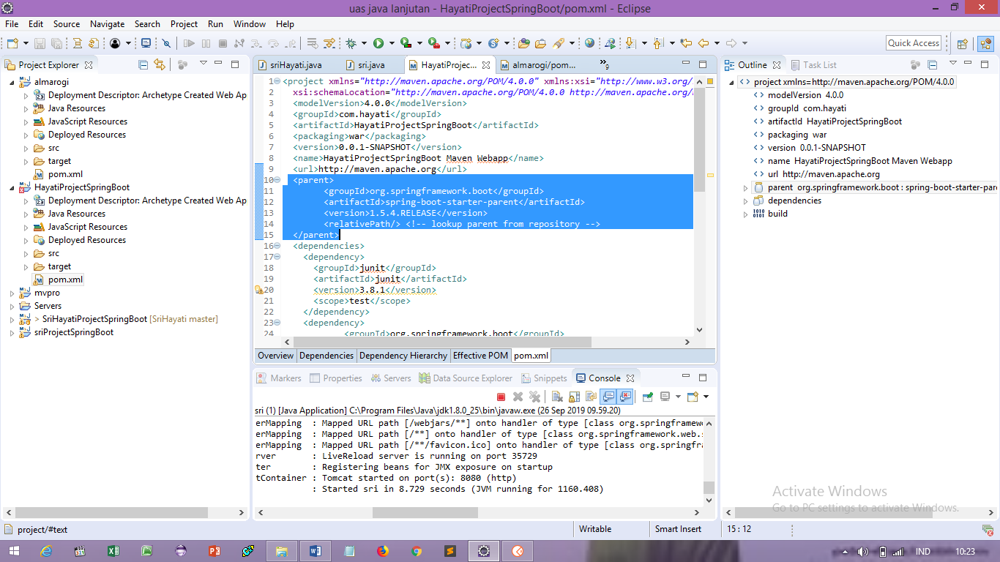 uas java lanjutan - HayatiProjectSpringBoot/pom.xml - Eclipse
File Edit Source Navigate Search Project Run Window Help
Quick Access
Project Explorer
almarogi
Deployment Descriptor: Archetype Created Web Ap
Java Resources
JavaScript Resources
Deployed Resources
src
target
pom.xml
HayatiProjectSpringBoot
Deployment Descriptor: Archetype Created Web Ap
Java Resources
JavaScript Resources
Deployed Resources
src
target
pom.xml
mvpro
Servers
> SriHayatiProjectSpringBoot [SriHayati master]
sriProjectSpringBoot
sriHayati.java sri.java HayatiProjec... almarogi/pom... »9
1 <project xmlns="http://maven.apache.org/POM/4.0.0" xmlns:xsi="http://www.w3.org/
2 xsi:schemaLocation="http://maven.apache.org/POM/4.0.0 http://maven.apache.org/
3 <modelVersion>4.0.0</modelVersion>
4 <groupId>com.hayati</groupId>
5 <artifactId>HayatiProjectSpringBoot</artifactId>
6 <packaging>war</packaging>
7 <version>0.0.1-SNAPSHOT</version>
8 <name>HayatiProjectSpringBoot Maven Webapp</name>
9 <url>http://maven.apache.org</url>
10 <parent>
11 <groupId>org.springframework.boot</groupId>
12 <artifactId>spring-boot-starter-parent</artifactId>
13 <version>1.5.4.RELEASE</version>
14 <relativePath/> <!-- lookup parent from repository -->
15 </parent>
16 <dependencies>
17 <dependency>
18 <groupId>junit</groupId>
19 <artifactId>junit</artifactId>
20 <version>3.8.1</version>
21 <scope>test</scope>
22 </dependency>
23 <dependency>
24 <groupId>org.springframework.boot</groupId>
Overview Dependencies Dependency Hierarchy Effective POM pom.xml
Markers Properties Servers Data Source Explorer Snippets Console
sri (1) [Java Application] C:\Program Files\Java\jdk1.8.0_25\bin\javaw.exe (26 Sep 2019 09.59.20)
erMapping : Mapped URL path [/webjars/**] onto handler of type [class org.springframew
erMapping : Mapped URL path [/**] onto handler of type [class org.springframework.web.
erMapping : Mapped URL path [/**/favicon.ico] onto handler of type [class org.springfr
rver : LiveReload server is running on port 35729
ter : Registering beans for JMX exposure on startup
tContainer : Tomcat started on port(s): 8080 (http)
: Started sri in 8.729 seconds (JVM running for 1160.408)
Outline Task List
project xmlns=http://maven.apache.org/POM/4.0.0
modelVersion 4.0.0
groupId com.hayati
artifactId HayatiProjectSpringBoot
packaging war
version 0.0.1-SNAPSHOT
name HayatiProjectSpringBoot Maven Webapp
url http://maven.apache.org
parent org.springframework.boot : spring-boot-starter-par
dependencies
build
Activate Windows
Go to PC settings to activate Windows.
project/#text Writable Smart Insert 15 : 12
IND 10:23